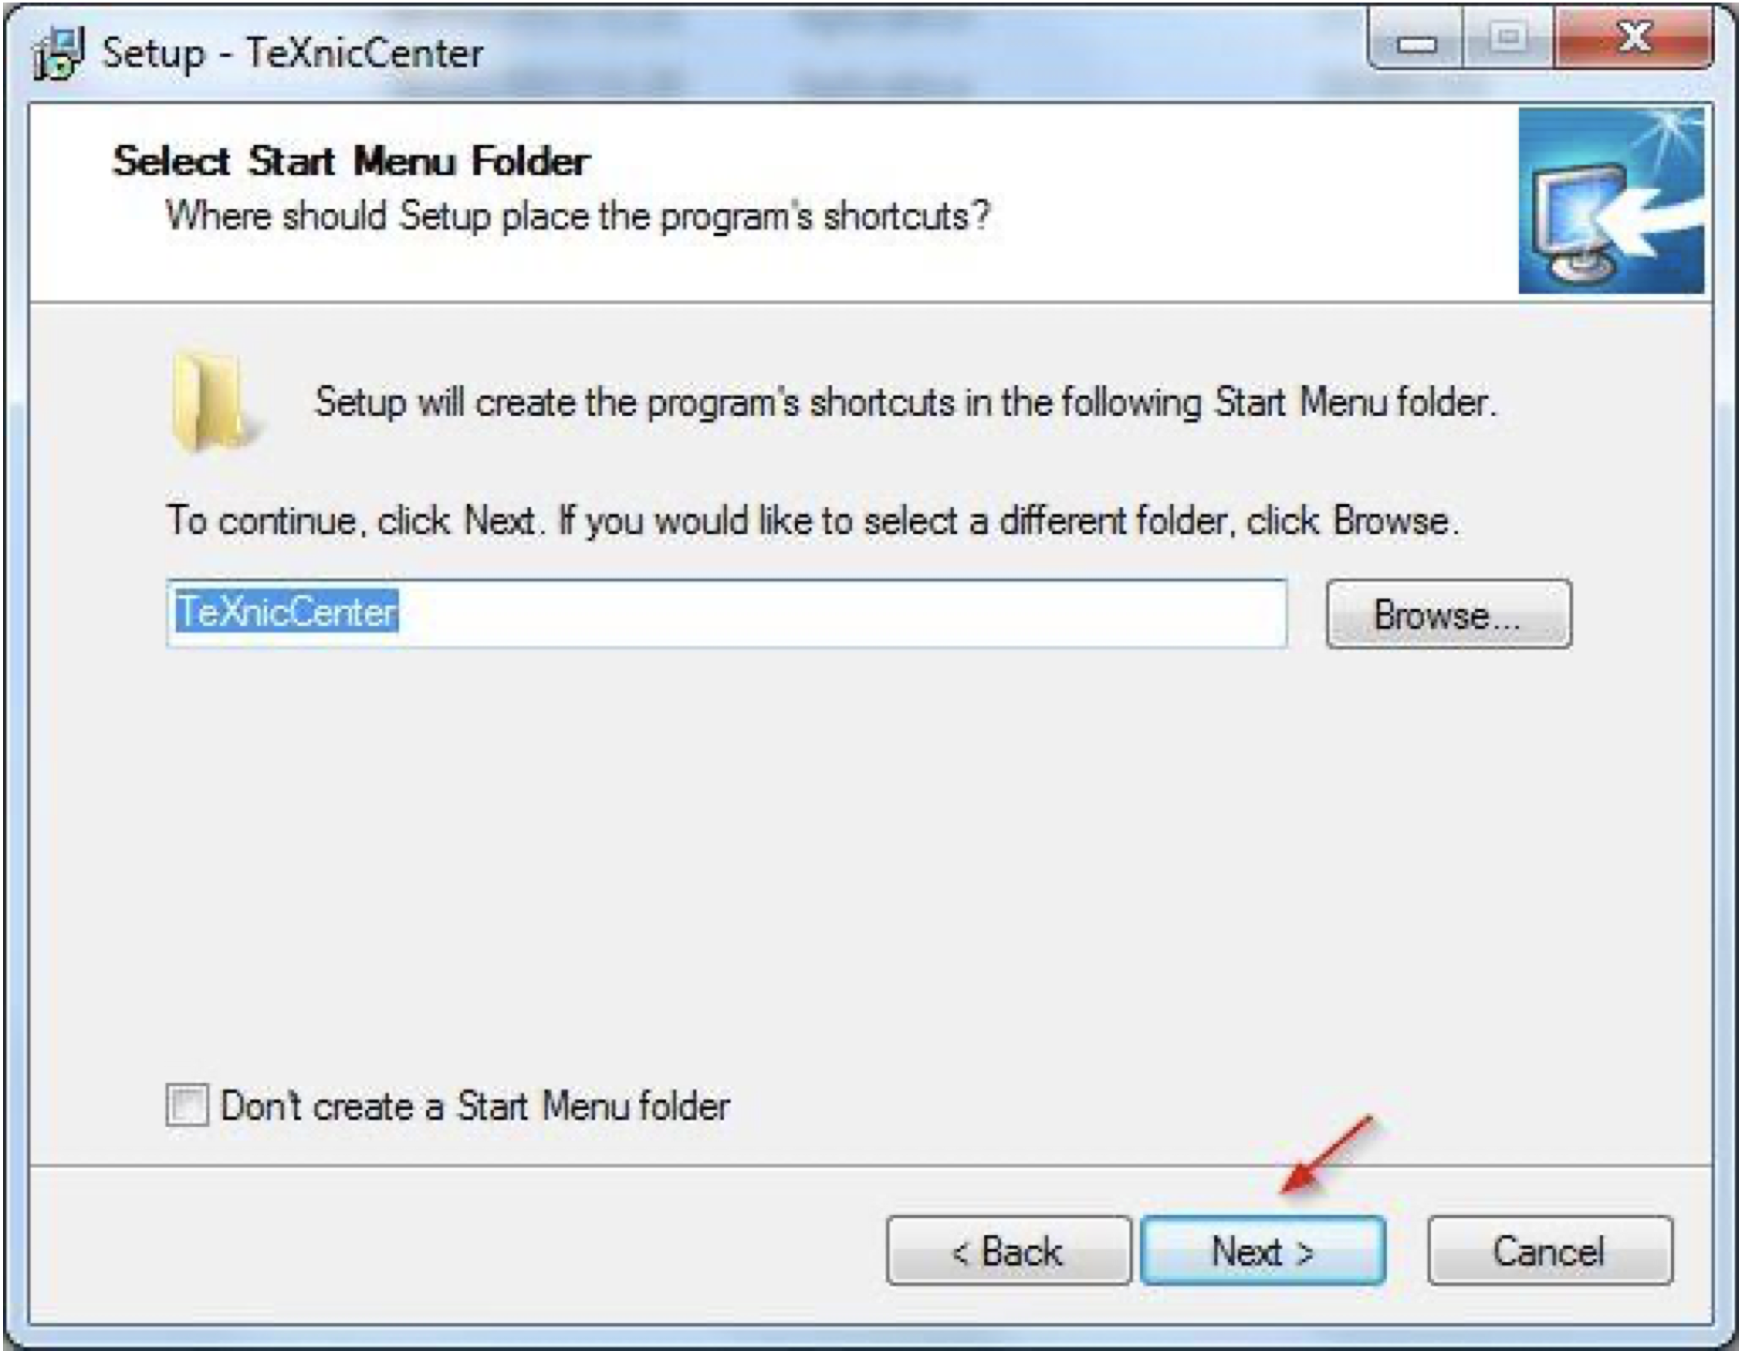 Setup - TeXnicCenter
Select Start Menu Folder
Where should Setup place the program's shortcuts?
Setup will create the program's shortcuts in the following Start Menu folder.
To continue, click Next. If you would like to select a different folder, click Browse.
TeXnicCenter
Browse...
Don't create a Start Menu folder
< Back
Next >
Cancel